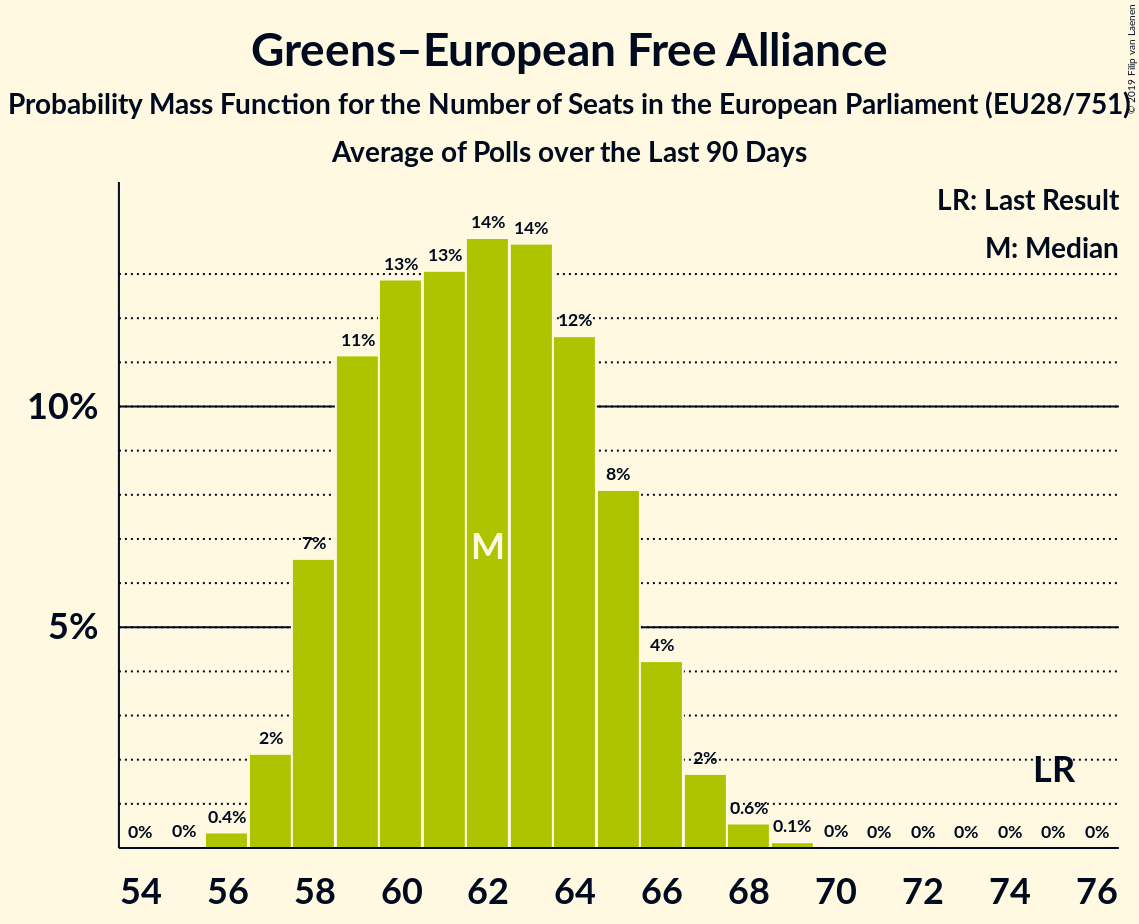 Greens–European Free Alliance
Probability Mass Function for the Number of Seats in the European Parliament (EU28/751)
Average of Polls over the Last 90 Days
© 2019 Filip van Laenen
LR: Last Result
M: Median
14% 14%
13% 13%
12%
11%
10%
8%
7%
M
5%
4%
2% 2%
LR
0.4% 0.6%
0% 0% 0.1% 0% 0% 0% 0% 0% 0% 0%
54 56 58 60 62 64 66 68 70 72 74 76